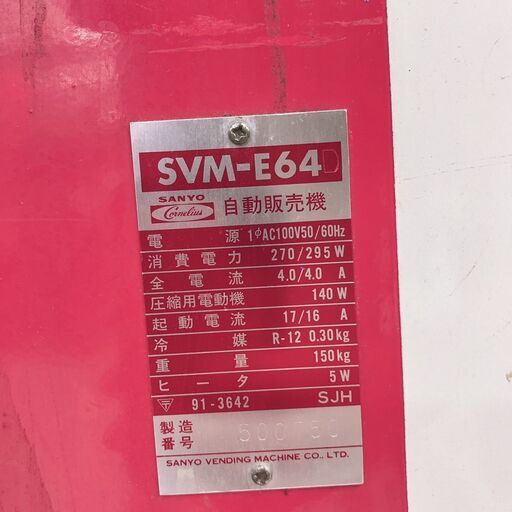 SVM-E64D
SANYO
Cornelius
自動販売機
電源 1φAC100V50/60Hz
消費電力 270/295 W
全電流 4.0/4.0 A
圧縮用電動機 140 W
起動電流 17/16 A
冷媒 R-12 0.30kg
重量 150kg
ヒータ 5W
〒 91-3642 SJH
製造
番号
SANYO VENDING MACHINE CO., LTD.